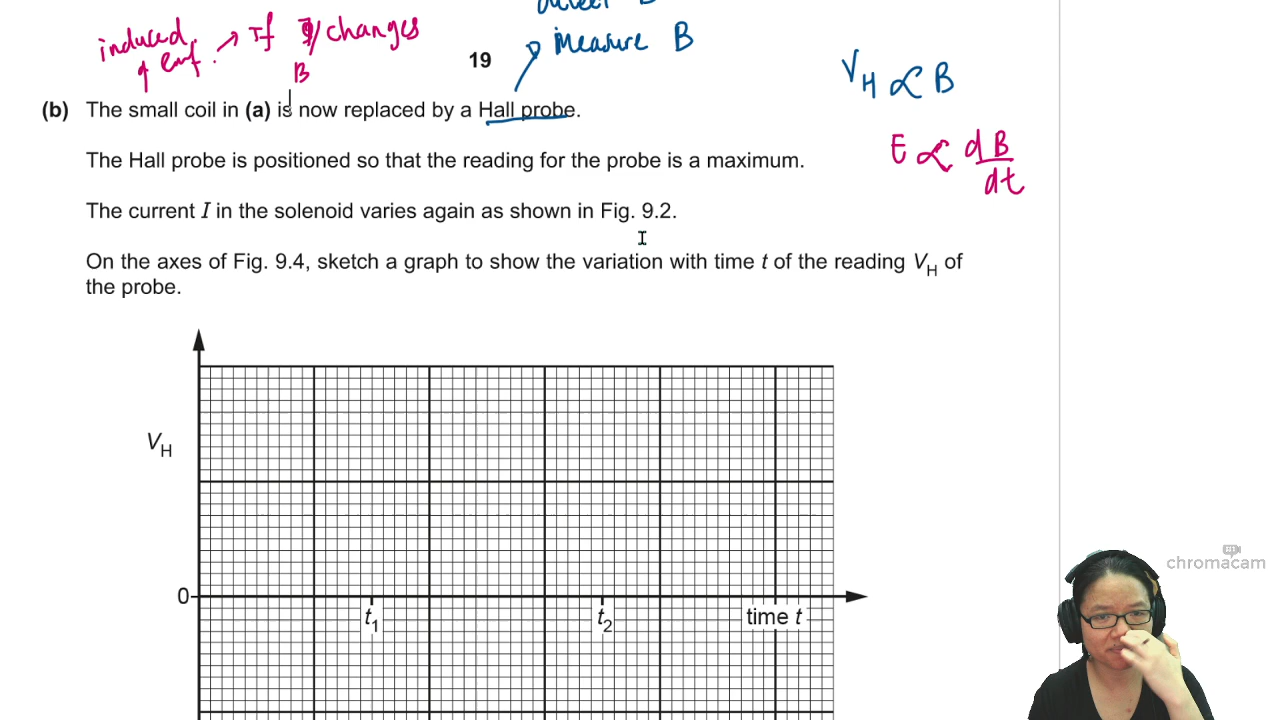 induced emf. → If φ changes
B
measure B
19
V_H ∝ B
(b) The small coil in (a) is now replaced by a Hall probe.
The Hall probe is positioned so that the reading for the probe is a maximum.
E ∝ dB/dt
The current I in the solenoid varies again as shown in Fig. 9.2.
On the axes of Fig. 9.4, sketch a graph to show the variation with time t of the reading V_H of
the probe.
V_H
0
t_1
t_2
time t
chromacam